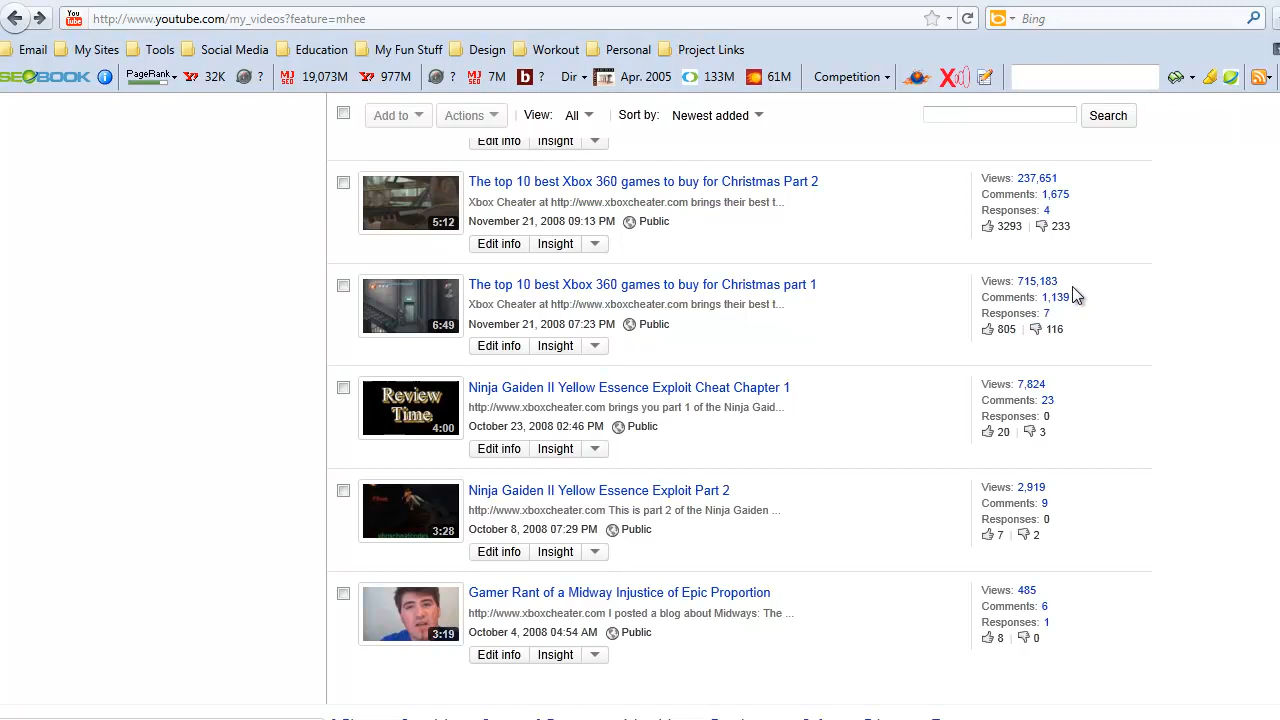 You Tube http://www.youtube.com/my_videos?feature=mhee Bing
Email My Sites Tools Social Media Education My Fun Stuff Design Workout Personal Project Links
SEOBOOK PageRank 32K ? MJ SEO 19,073M 977M ? MJ SEO 7M b ? Dir Apr. 2005 133M 61M Competition
Add to Actions View: All Sort by: Newest added Search
Edit info Insight
The top 10 best Xbox 360 games to buy for Christmas Part 2
Xbox Cheater at http://www.xboxcheater.com brings their best t...
5:12
November 21, 2008 09:13 PM Public
Edit info Insight
Views: 237,651
Comments: 1,675
Responses: 4
3293 233
The top 10 best Xbox 360 games to buy for Christmas part 1
Xbox Cheater at http://www.xboxcheater.com brings their best t...
6:49
November 21, 2008 07:23 PM Public
Edit info Insight
Views: 715,183
Comments: 1,139
Responses: 7
805 116
Review
Time
4:00
Ninja Gaiden II Yellow Essence Exploit Cheat Chapter 1
http://www.xboxcheater.com brings you part 1 of the Ninja Gaid...
October 23, 2008 02:46 PM Public
Edit info Insight
Views: 7,824
Comments: 23
Responses: 0
20 3
3:28
Ninja Gaiden II Yellow Essence Exploit Part 2
http://www.xboxcheater.com This is part 2 of the Ninja Gaiden ...
October 8, 2008 07:29 PM Public
Edit info Insight
Views: 2,919
Comments: 9
Responses: 0
7 2
3:19
Gamer Rant of a Midway Injustice of Epic Proportion
http://www.xboxcheater.com I posted a blog about Midways: The ...
October 4, 2008 04:54 AM Public
Edit info Insight
Views: 485
Comments: 6
Responses: 1
8 0